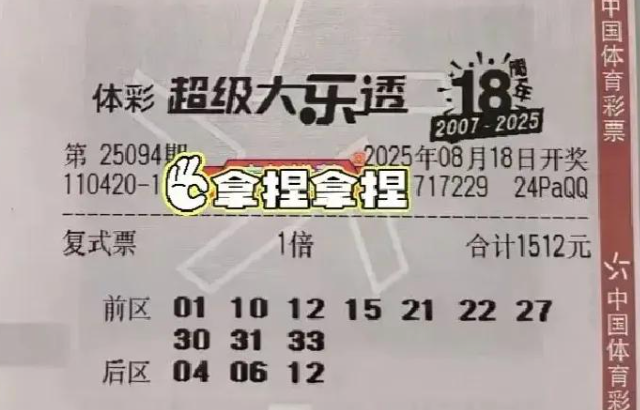 体彩 超级大乐透 18周年
2007-2025
第 25094期 2025年08月18日开奖
110420-1 717229 24PaQQ
拿捏拿捏
复式票 1倍 合计1512元
前区 01 10 12 15 21 22 27
30 31 33
后区 04 06 12
中国体育彩票
中国体育彩